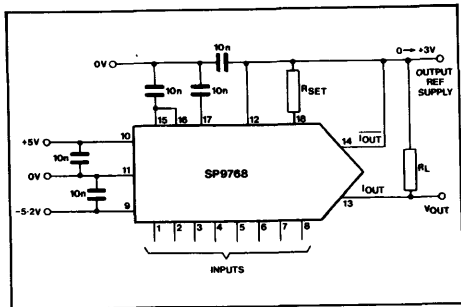 0V
10n
0→+3V
OUTPUT
REF
SUPPLY
10n
10n
RSET
15 16 17 12 18
+5V
10
10n
14
IOUT
RL
0V
11
SP9768
10n
IOUT
-5·2V
9
13
VOUT
1 2 3 4 5 6 7 8
INPUTS